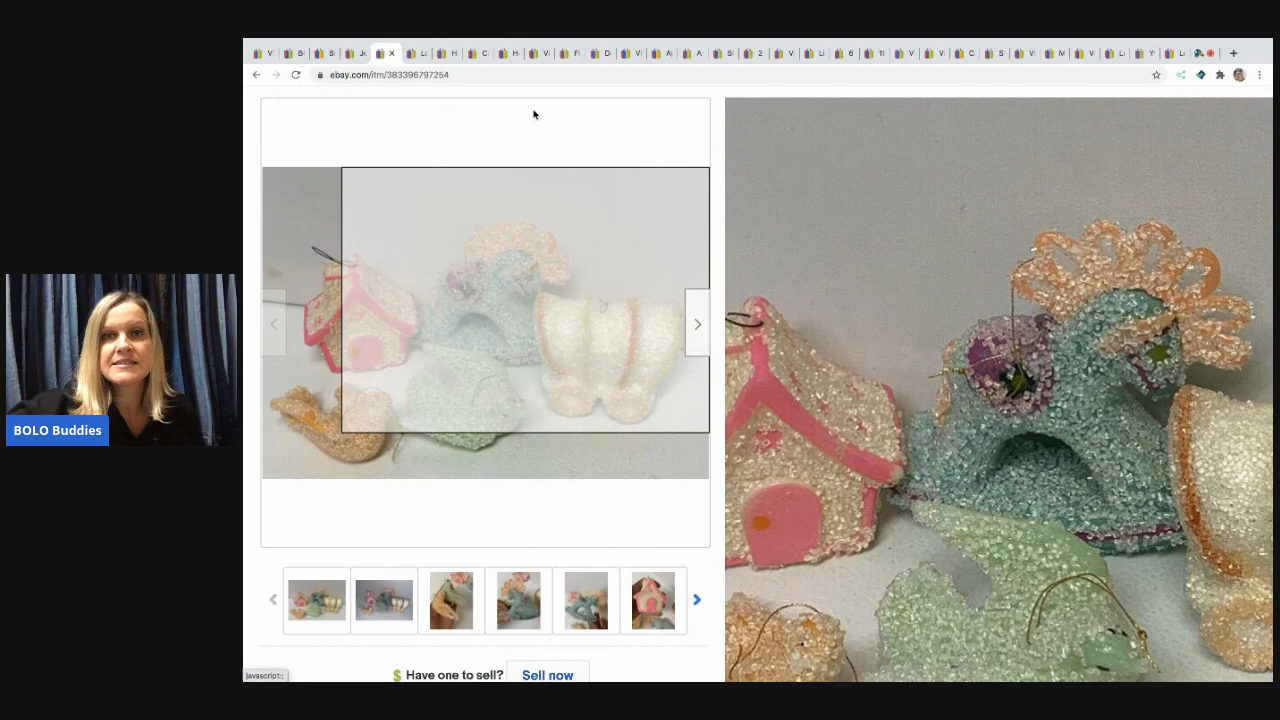 ebay.com/itm/383396797254
BOLO Buddies
$ Have one to sell? Sell now
javascript:;